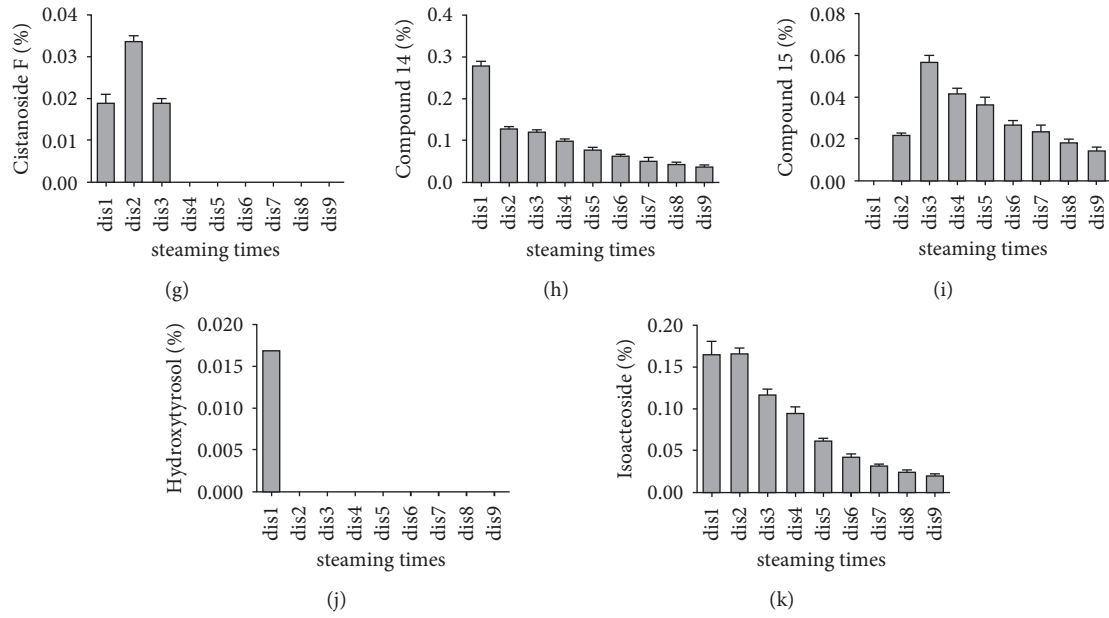 Cistanoside F (%)
0.04
0.03
0.02
0.01
0.00
dis1
dis2
dis3
dis4
dis5
dis6
dis7
dis8
dis9
steaming times
(g)
Compound 14 (%)
0.4
0.3
0.2
0.1
0.0
dis1
dis2
dis3
dis4
dis5
dis6
dis7
dis8
dis9
steaming times
(h)
Compound 15 (%)
0.08
0.06
0.04
0.02
0.00
dis1
dis2
dis3
dis4
dis5
dis6
dis7
dis8
dis9
steaming times
(i)
Hydroxytyrosol (%)
0.020
0.015
0.010
0.005
0.000
dis1
dis2
dis3
dis4
dis5
dis6
dis7
dis8
dis9
steaming times
(j)
Isoacteoside (%)
0.20
0.15
0.10
0.05
0.00
dis1
dis2
dis3
dis4
dis5
dis6
dis7
dis8
dis9
steaming times
(k)